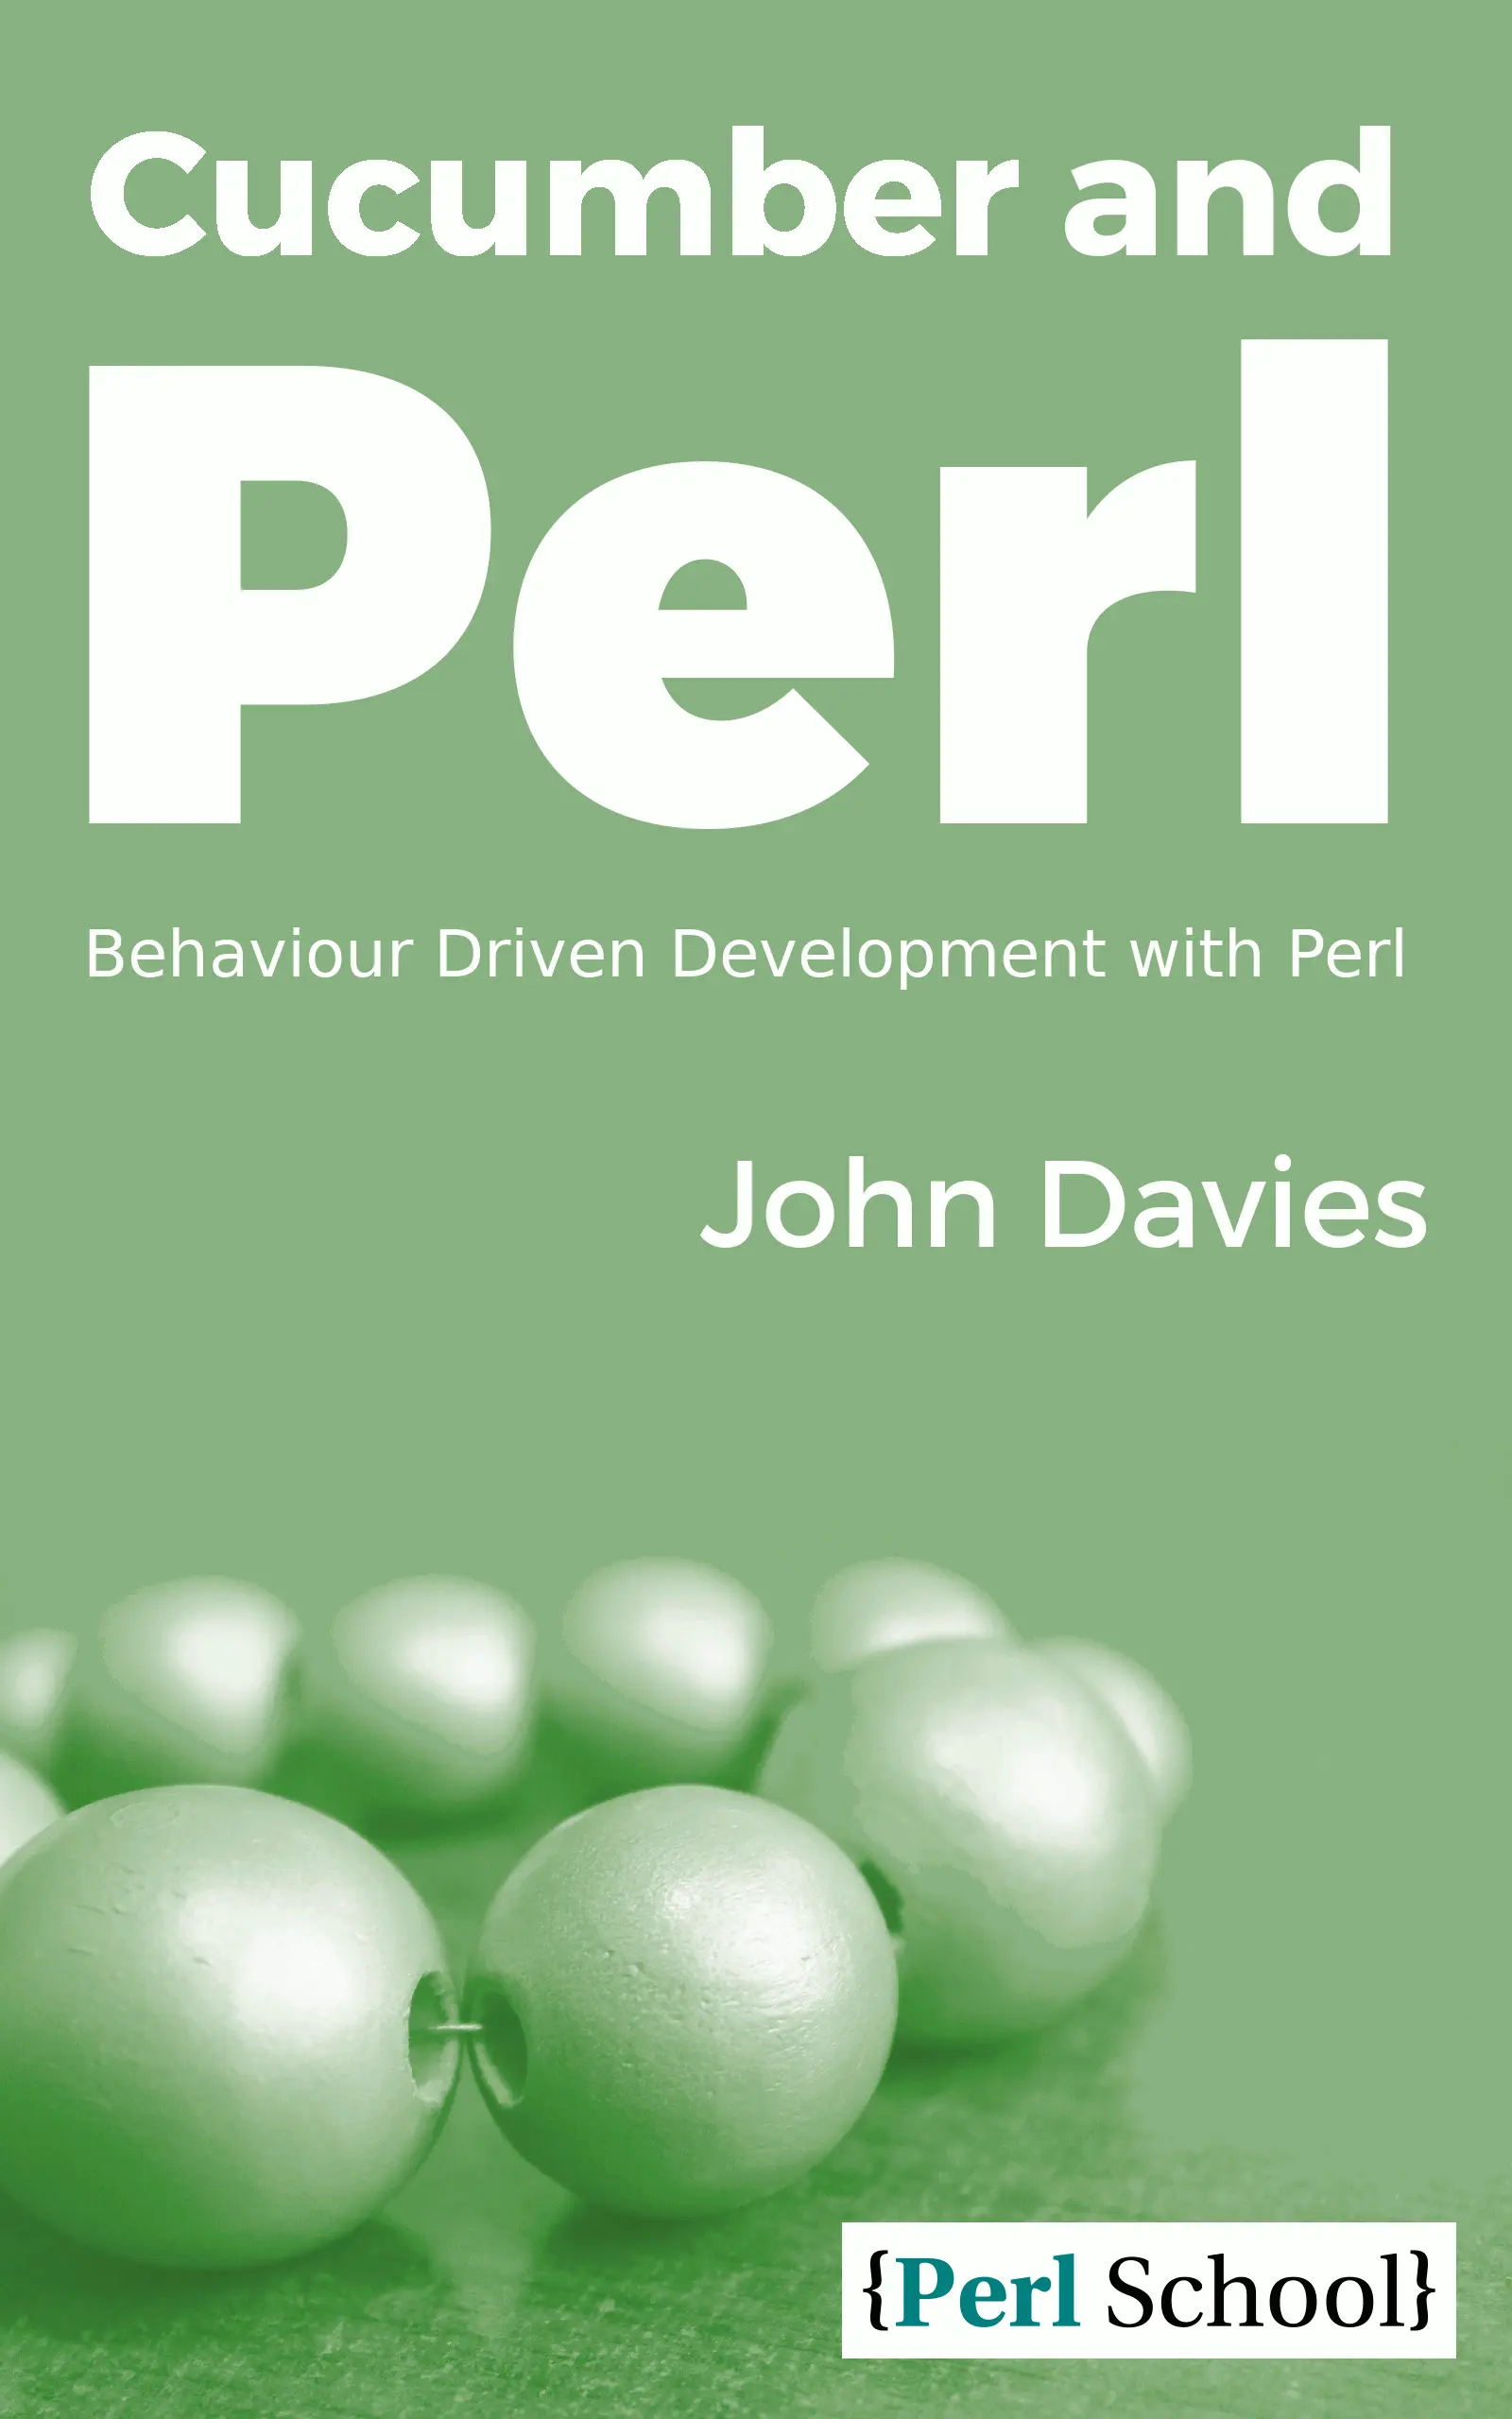 Cucumber and
Perl
Behaviour Driven Development with Perl
John Davies
{Perl School}